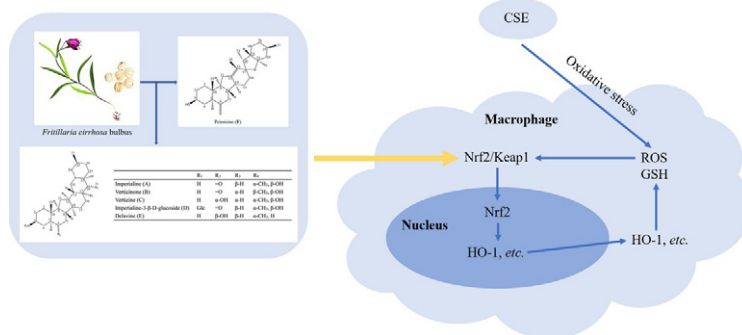 Fritillaria cirrhosa bulbus
Peimisine (F)
R₁ R₂ R₃ R₄
Imperialine (A) H =O β-H α-CH₃, β-OH
Verticinone (B) H =O α-H β-CH₃, β-OH
Verticine (C) H α-OH α-H α-CH₃, β-OH
Imperialine-3-β-D-glucoside (D) Glc =O β-H α-CH₃, β-OH
Delavine (E) H β-OH β-H α-CH₃, H
CSE
Oxidative stress
Macrophage
Nrf2/Keap1
ROS
GSH
Nucleus
Nrf2
HO-1, etc.
HO-1, etc.